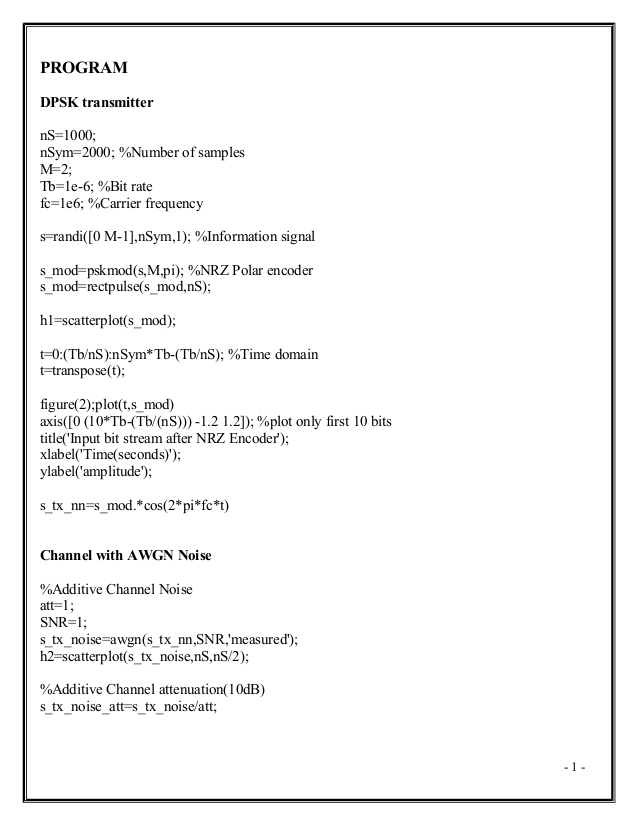 PROGRAM
DPSK transmitter
nS=1000;
nSym=2000; %Number of samples
M=2;
Tb=1e-6; %Bit rate
fc=1e6; %Carrier frequency
s=randi([0 M-1],nSym,1); %Information signal
s_mod=pskmod(s,M,pi); %NRZ Polar encoder
s_mod=rectpulse(s_mod,nS);
h1=scatterplot(s_mod);
t=0:(Tb/nS):nSym*Tb-(Tb/nS); %Time domain
t=transpose(t);
figure(2);plot(t,s_mod)
axis([0 (10*Tb-(Tb/(nS))) -1.2 1.2]); %plot only first 10 bits
title('Input bit stream after NRZ Encoder');
xlabel('Time(seconds)');
ylabel('amplitude');
s_tx_nn=s_mod.*cos(2*pi*fc*t)
Channel with AWGN Noise
%Additive Channel Noise
att=1;
SNR=1;
s_tx_noise=awgn(s_tx_nn,SNR,'measured');
h2=scatterplot(s_tx_noise,nS,nS/2);
%Additive Channel attenuation(10dB)
s_tx_noise_att=s_tx_noise/att;
- 1 -